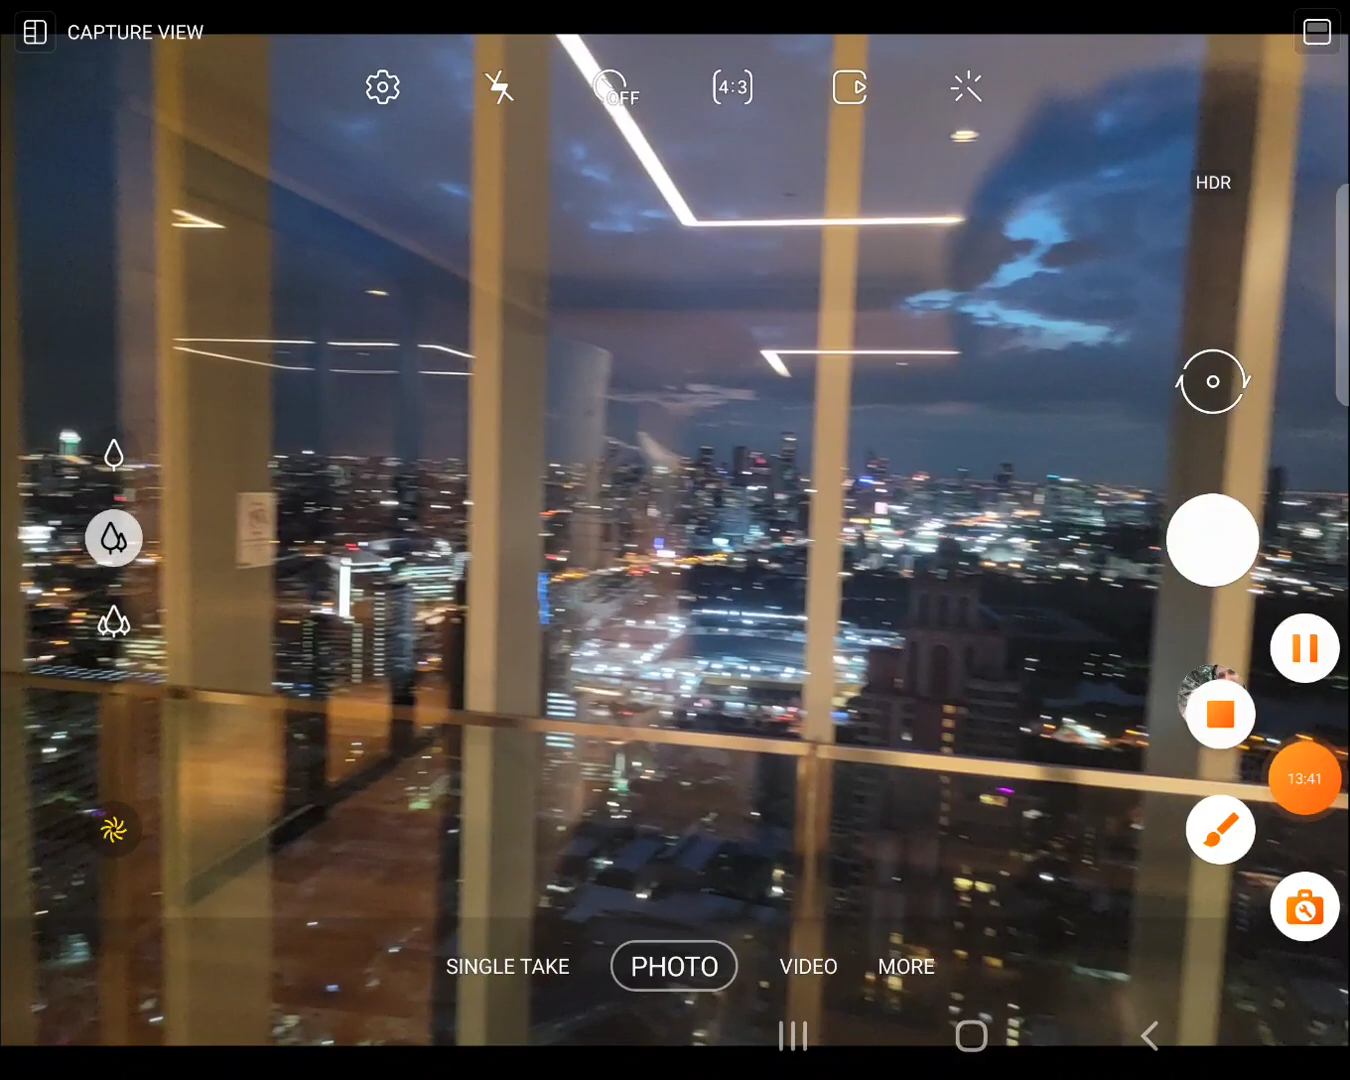 CAPTURE VIEW
OFF
4:3
HDR
13:41
SINGLE TAKE
PHOTO
VIDEO
MORE